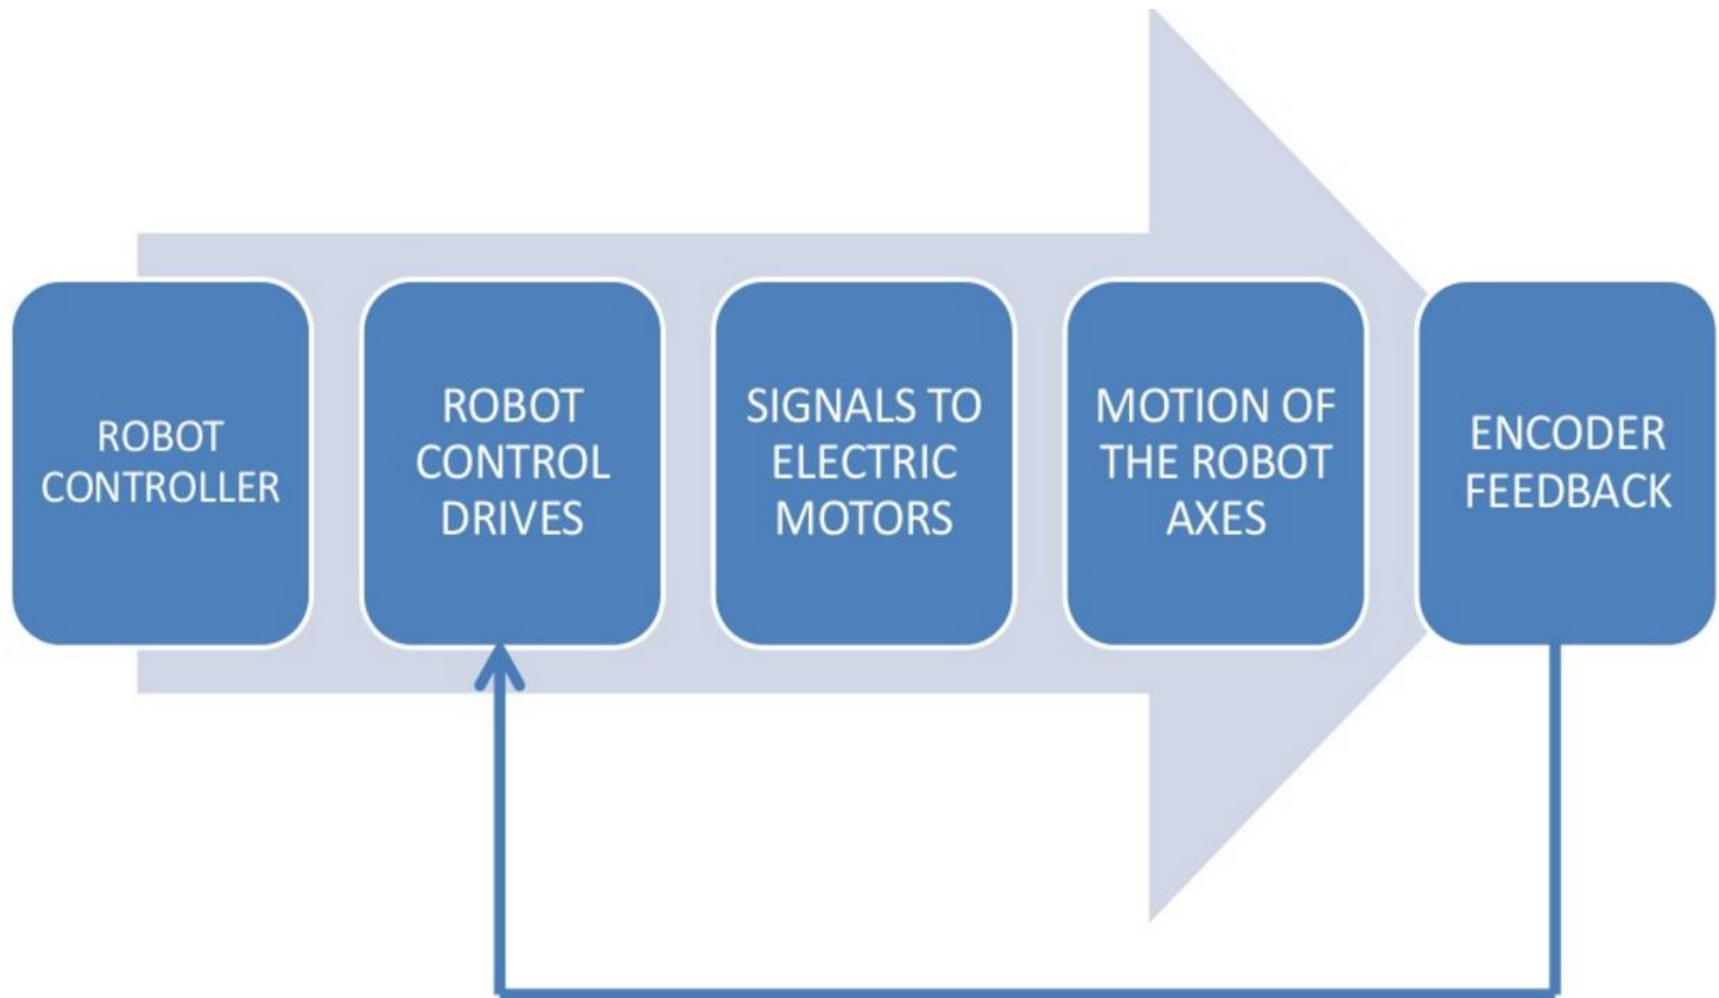 ROBOT
CONTROLLER
ROBOT
CONTROL
DRIVES
SIGNALS TO
ELECTRIC
MOTORS
MOTION OF
THE ROBOT
AXES
ENCODER
FEEDBACK